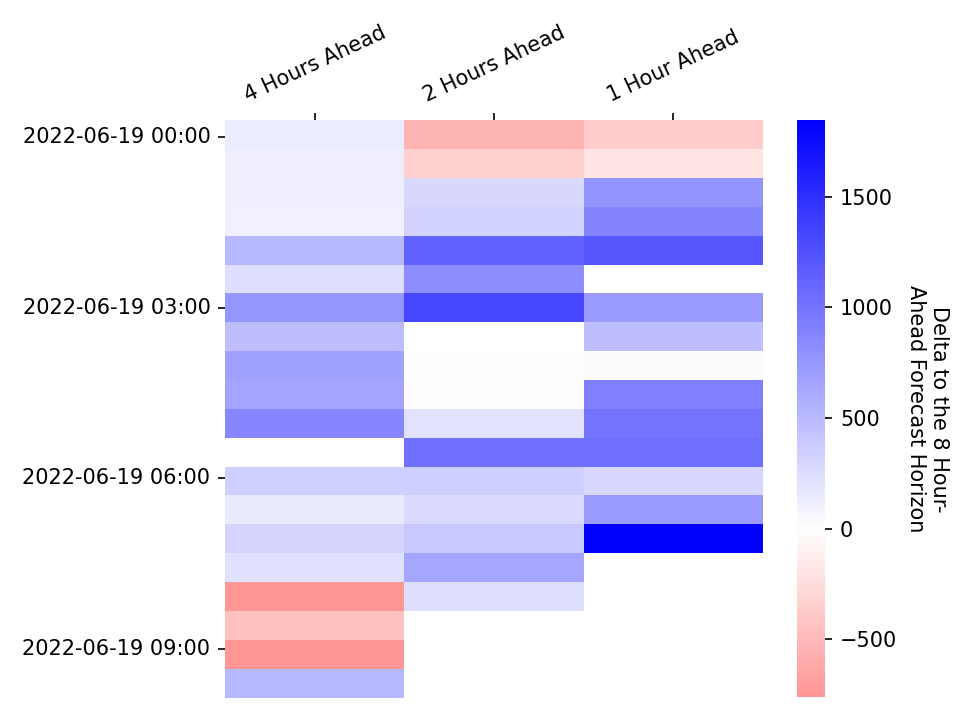 4 Hours Ahead
2 Hours Ahead
1 Hour Ahead
2022-06-19 00:00
2022-06-19 03:00
2022-06-19 06:00
2022-06-19 09:00
1500
1000
500
0
−500
Delta to the 8 Hour-
Ahead Forecast Horizon